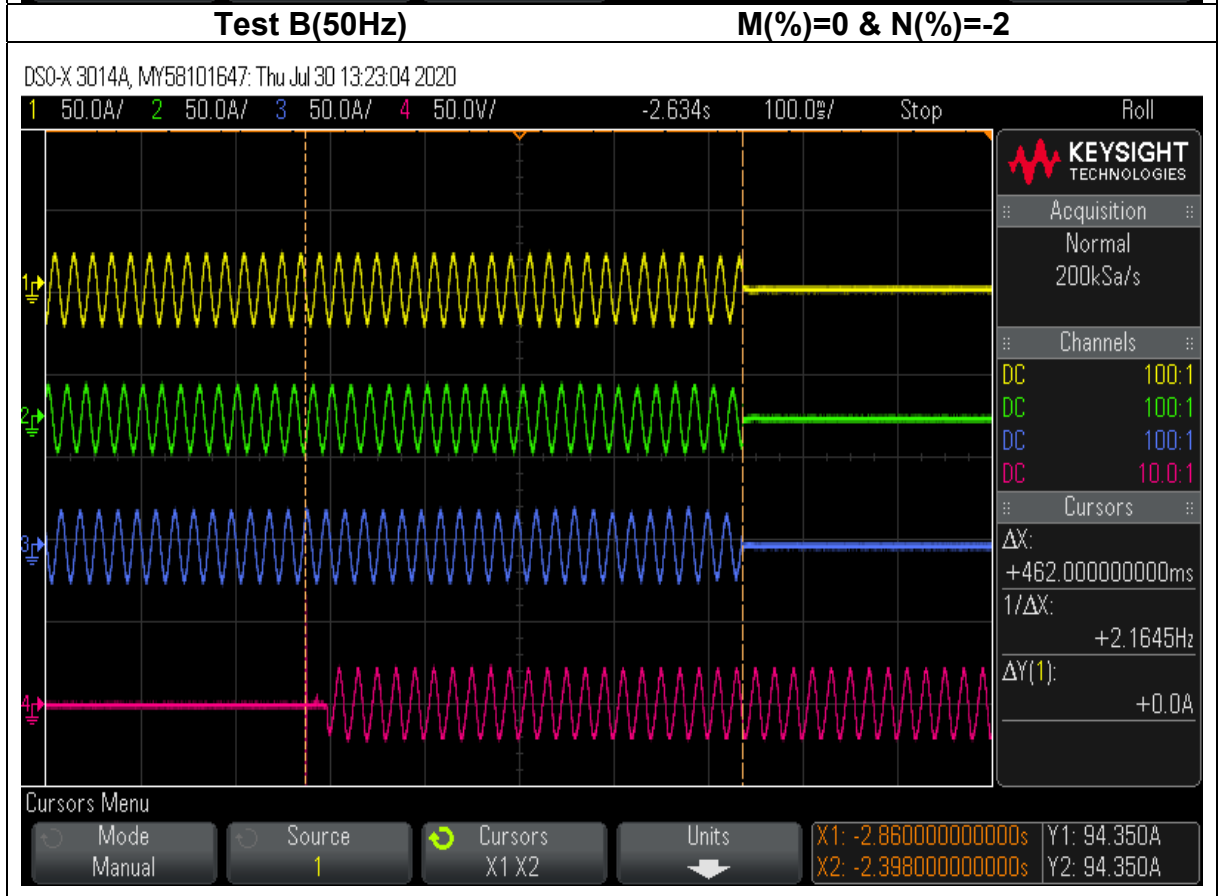 Test B(50Hz) M(%)=0 & N(%)=-2
DSO-X 3014A, MY58101647: Thu Jul 30 13:23:04 2020
1 50.0A/ 2 50.0A/ 3 50.0A/ 4 50.0V/ -2.634s 100.0ms/ Stop Roll
KEYSIGHT
TECHNOLOGIES
Acquisition
Normal
200kSa/s
Channels
DC 100:1
DC 100:1
DC 100:1
DC 10.0:1
Cursors
ΔX:
+462.000000000ms
1/ΔX:
+2.1645Hz
ΔY(1):
+0.0A
1
2
3
4
Cursors Menu
Mode
Manual
Source
1
Cursors
X1 X2
Units
X1: -2.860000000000s Y1: 94.350A
X2: -2.398000000000s Y2: 94.350A